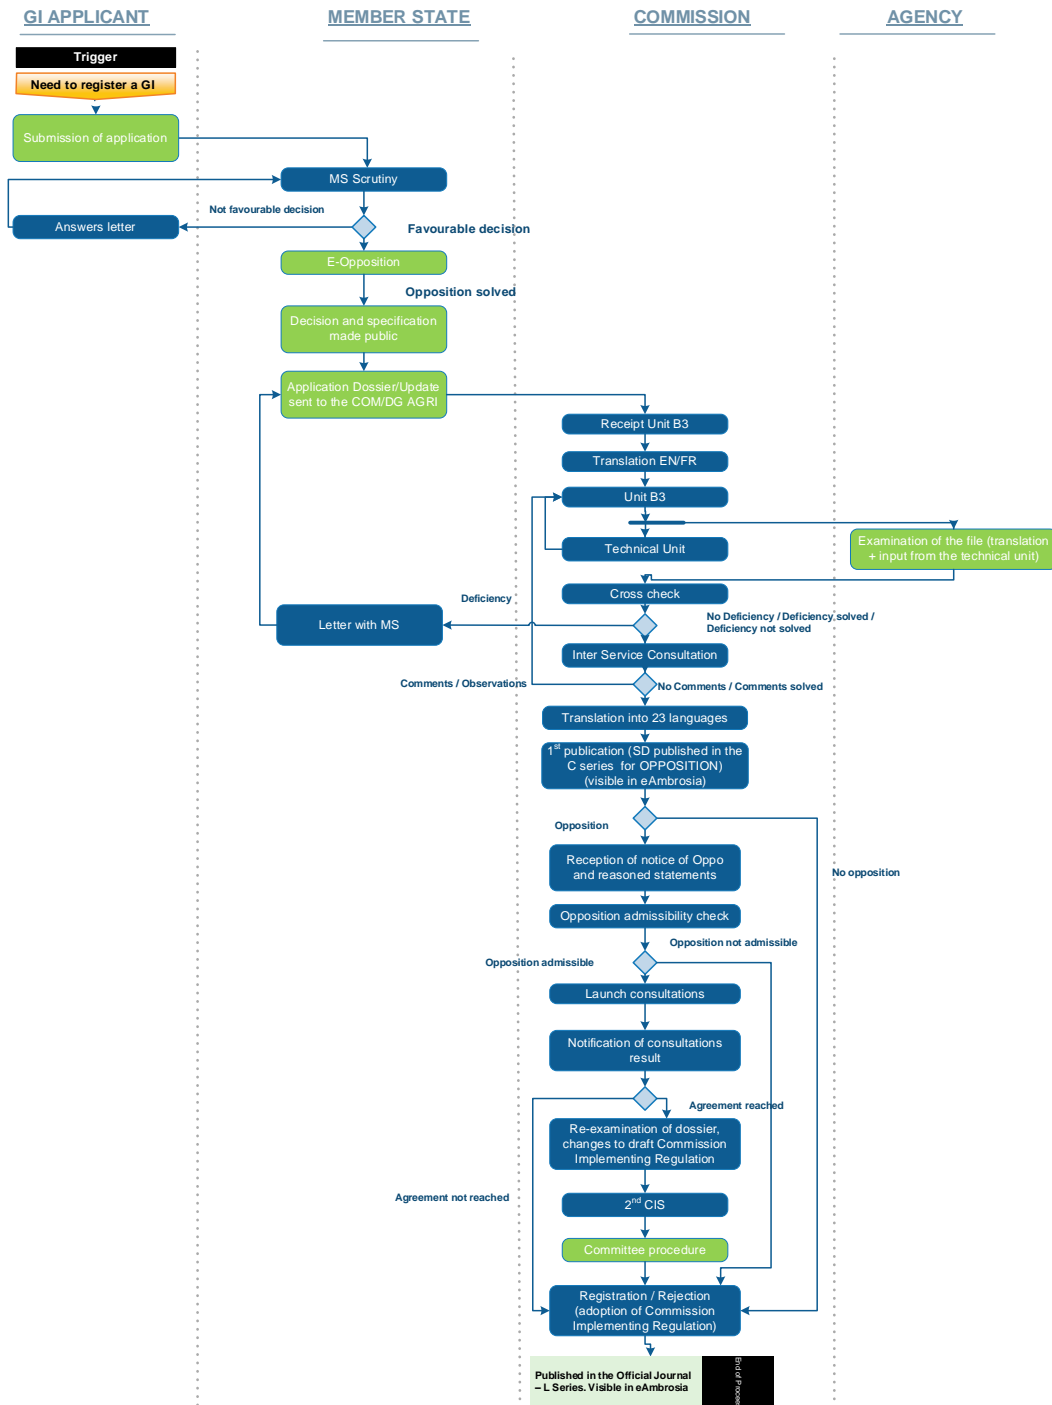 GI APPLICANT
MEMBER STATE
COMMISSION
AGENCY
Trigger
Need to register a GI
Submission of application
MS Scrutiny
Not favourable decision
Answers letter
Favourable decision
E-Opposition
Opposition solved
Decision and specification
made public
Application Dossier/Update
sent to the COM/DG AGRI
Receipt Unit B3
Translation EN/FR
Unit B3
Technical Unit
Examination of the file (translation
+ input from the technical unit)
Cross check
Deficiency
No Deficiency / Deficiency solved /
Deficiency not solved
Letter with MS
Inter Service Consultation
Comments / Observations
No Comments / Comments solved
Translation into 23 languages
1st publication (SD published in the
C series for OPPOSITION)
(visible in eAmbrosia)
Opposition
Reception of notice of Oppo
and reasoned statements
No opposition
Opposition admissibility check
Opposition not admissible
Opposition admissible
Launch consultations
Notification of consultations
result
Agreement reached
Re-examination of dossier,
changes to draft Commission
Implementing Regulation
Agreement not reached
2nd CIS
Committee procedure
Registration / Rejection
(adoption of Commission
Implementing Regulation)
Published in the Official Journal
– L Series. Visible in eAmbrosia
End of